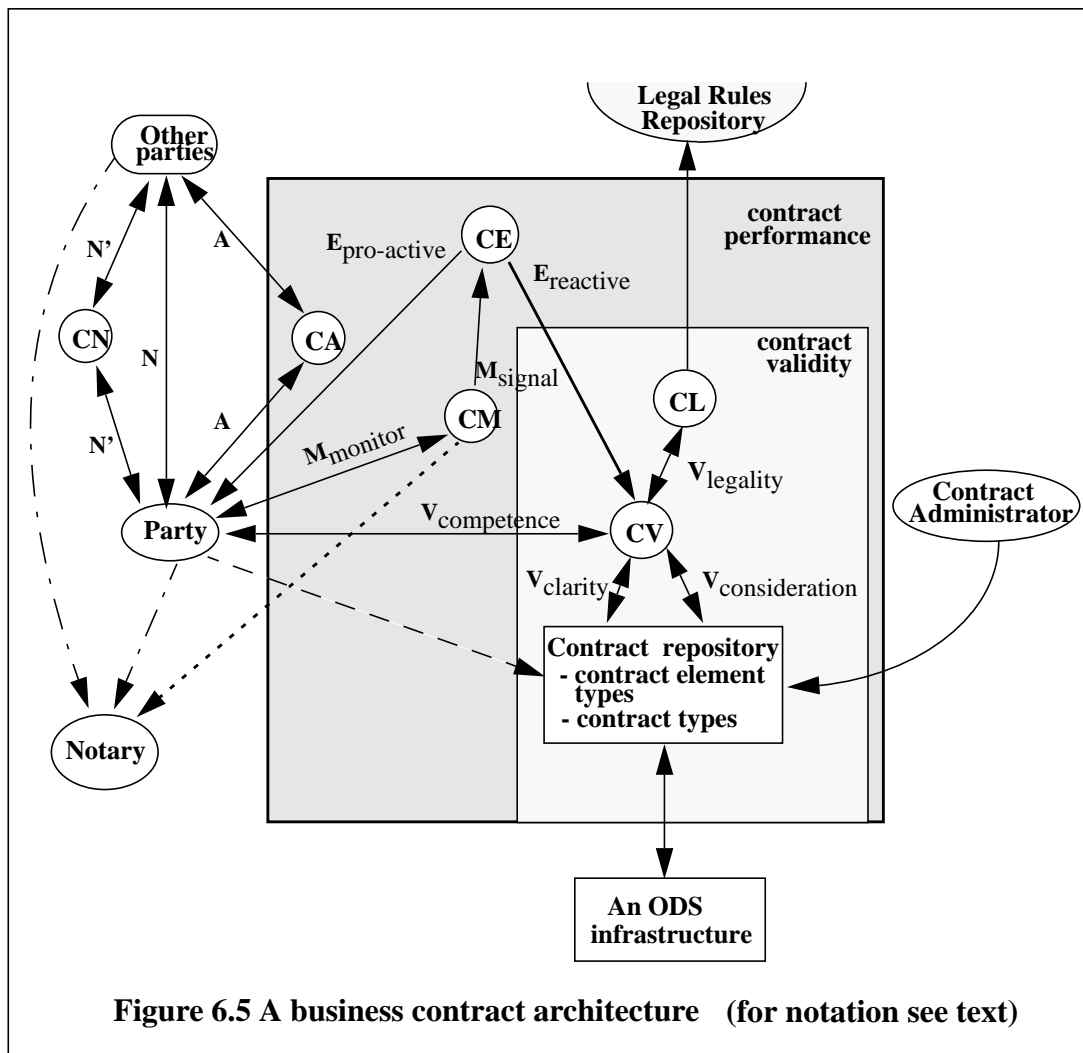 Legal Rules
Repository
Other
parties
contract
performance
CE
E pro-active
A
N'
E reactive
CN
N
CA
contract
validity
M signal
CL
CM
A
N'
M monitor
V legality
Party
V competence
CV
Contract
Administrator
V clarity
V consideration
Contract repository
- contract element
types
- contract types
Notary
An ODS
infrastructure
Figure 6.5 A business contract architecture (for notation see text)